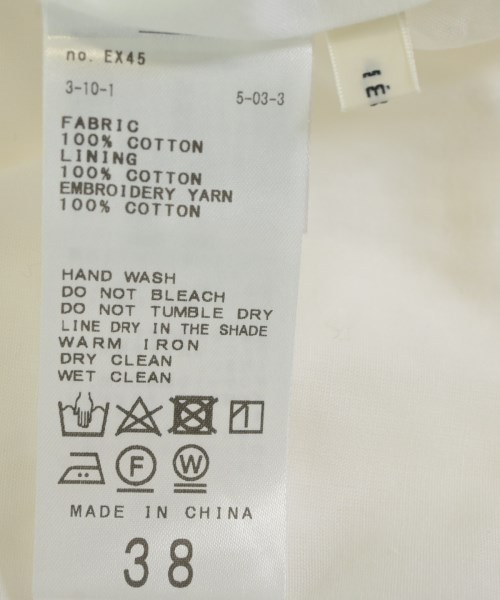 no. EX45
3-10-1
5-03-3
FABRIC
100% COTTON
LINING
100% COTTON
EMBROIDERY YARN
100% COTTON
HAND WASH
DO NOT BLEACH
DO NOT TUMBLE DRY
LINE DRY IN THE SHADE
WARM IRON
DRY CLEAN
WET CLEAN
F W
MADE IN CHINA
38